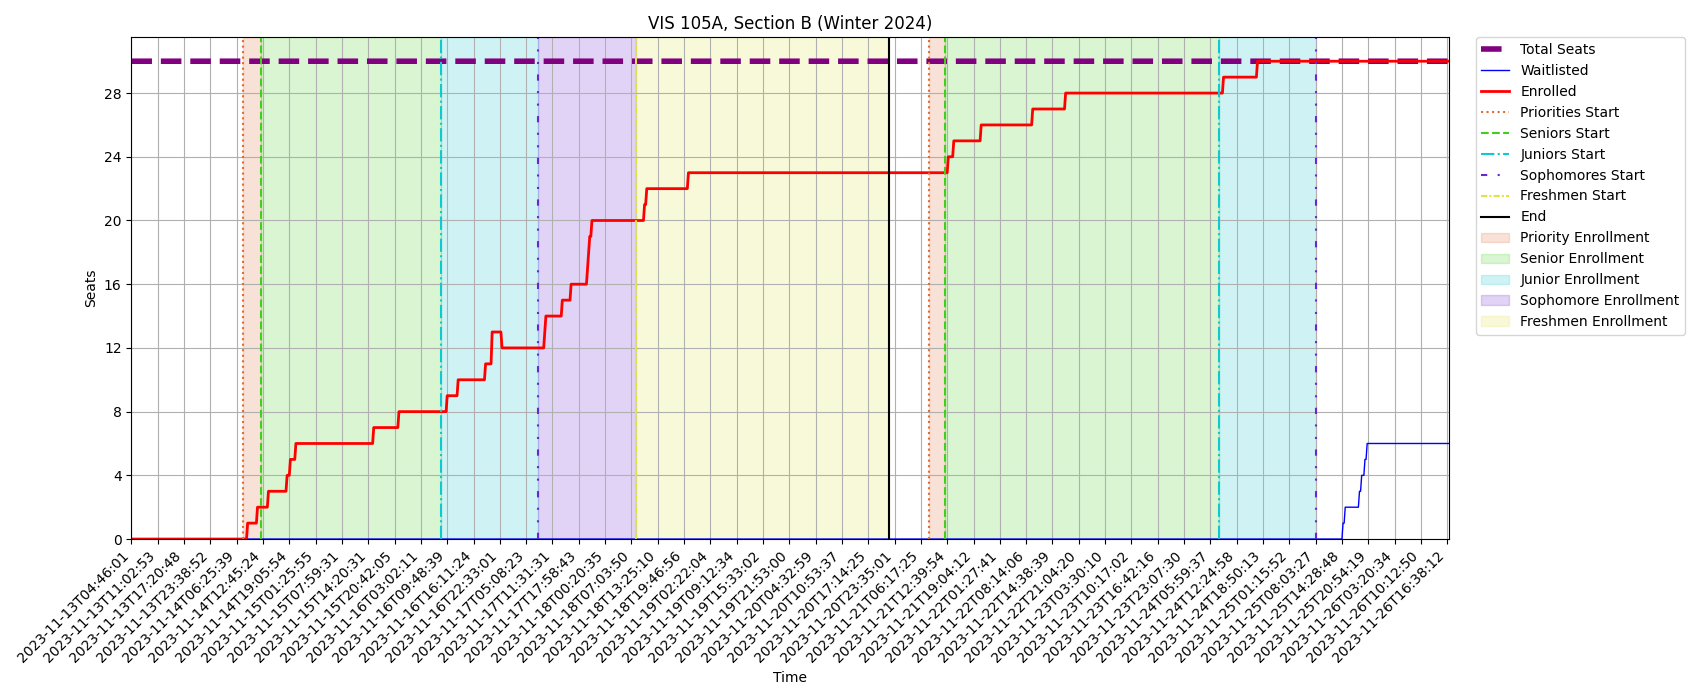 VIS 105A, Section B (Winter 2024)
Seats
28
24
20
16
12
8
4
0
2023-11-13T04:46:01
2023-11-13T11:02:53
2023-11-13T17:20:48
2023-11-13T23:38:52
2023-11-14T06:25:39
2023-11-14T12:45:24
2023-11-14T19:05:54
2023-11-15T01:25:55
2023-11-15T07:59:31
2023-11-15T14:20:31
2023-11-15T20:42:05
2023-11-16T03:02:11
2023-11-16T09:48:39
2023-11-16T16:11:24
2023-11-16T22:33:01
2023-11-17T05:08:23
2023-11-17T11:31:31
2023-11-17T17:58:43
2023-11-18T00:20:35
2023-11-18T07:03:50
2023-11-18T13:25:10
2023-11-18T19:46:56
2023-11-19T02:22:04
2023-11-19T09:12:34
2023-11-19T15:33:02
2023-11-19T21:53:00
2023-11-20T04:32:59
2023-11-20T10:53:37
2023-11-20T17:14:25
2023-11-20T23:35:01
2023-11-21T06:17:25
2023-11-21T12:39:54
2023-11-21T19:04:12
2023-11-22T01:27:41
2023-11-22T08:14:06
2023-11-22T14:38:39
2023-11-22T21:04:20
2023-11-23T03:30:10
2023-11-23T10:17:02
2023-11-23T16:42:16
2023-11-23T23:07:30
2023-11-24T05:59:37
2023-11-24T12:24:58
2023-11-24T18:50:13
2023-11-25T01:15:52
2023-11-25T08:03:27
2023-11-25T14:28:48
2023-11-25T20:54:19
2023-11-26T03:20:34
2023-11-26T10:12:50
2023-11-26T16:38:12
Time
Total Seats
Waitlisted
Enrolled
Priorities Start
Seniors Start
Juniors Start
Sophomores Start
Freshmen Start
End
Priority Enrollment
Senior Enrollment
Junior Enrollment
Sophomore Enrollment
Freshmen Enrollment